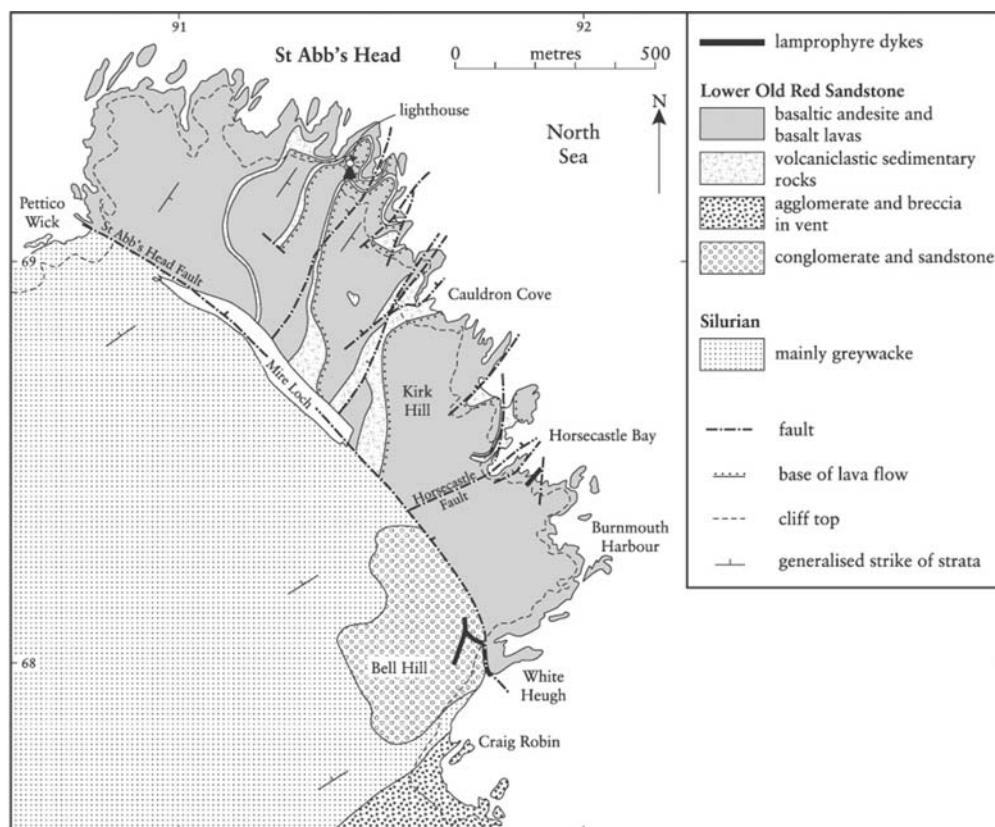 91
92
St Abb's Head
0 metres 500
lighthouse
N
North
Sea
Pettico
Wick
St Abb's Head Fault
69
Cauldron Cove
Mire Loch
Kirk
Hill
Horsecastle Bay
Horsecastle
Fault
Burnmouth
Harbour
68
Bell Hill
White
Heugh
Craig Robin
lamprophyre dykes
Lower Old Red Sandstone
basaltic andesite and
basalt lavas
volcaniclastic sedimentary
rocks
agglomerate and breccia
in vent
conglomerate and sandstone
Silurian
mainly greywacke
fault
base of lava flow
cliff top
generalised strike of strata